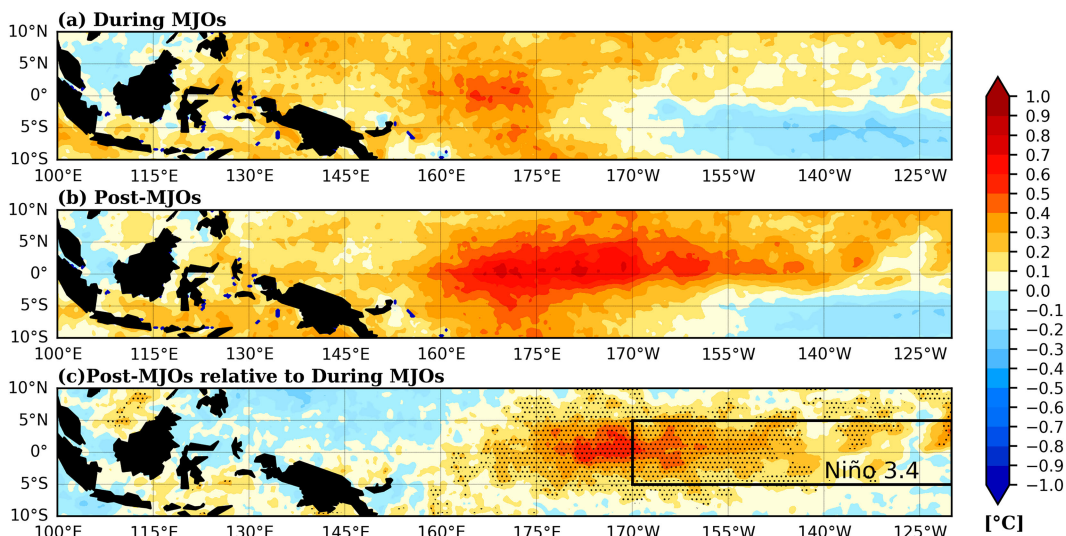 (a) During MJOs
10°N
5°N
0°
5°S
10°S
100°E 115°E 130°E 145°E 160°E 175°E 170°W 155°W 140°W 125°W
(b) Post-MJOs
10°N
5°N
0°
5°S
10°S
100°E 115°E 130°E 145°E 160°E 175°E 170°W 155°W 140°W 125°W
(c)Post-MJOs relative to During MJOs
10°N
5°N
0°
5°S
10°S
Niño 3.4
100°E 115°E 130°E 145°E 160°E 175°E 170°W 155°W 140°W 125°W
1.0
0.9
0.8
0.7
0.6
0.5
0.4
0.3
0.2
0.1
0.0
−0.1
−0.2
−0.3
−0.4
−0.5
−0.6
−0.7
−0.8
−0.9
−1.0
[°C]